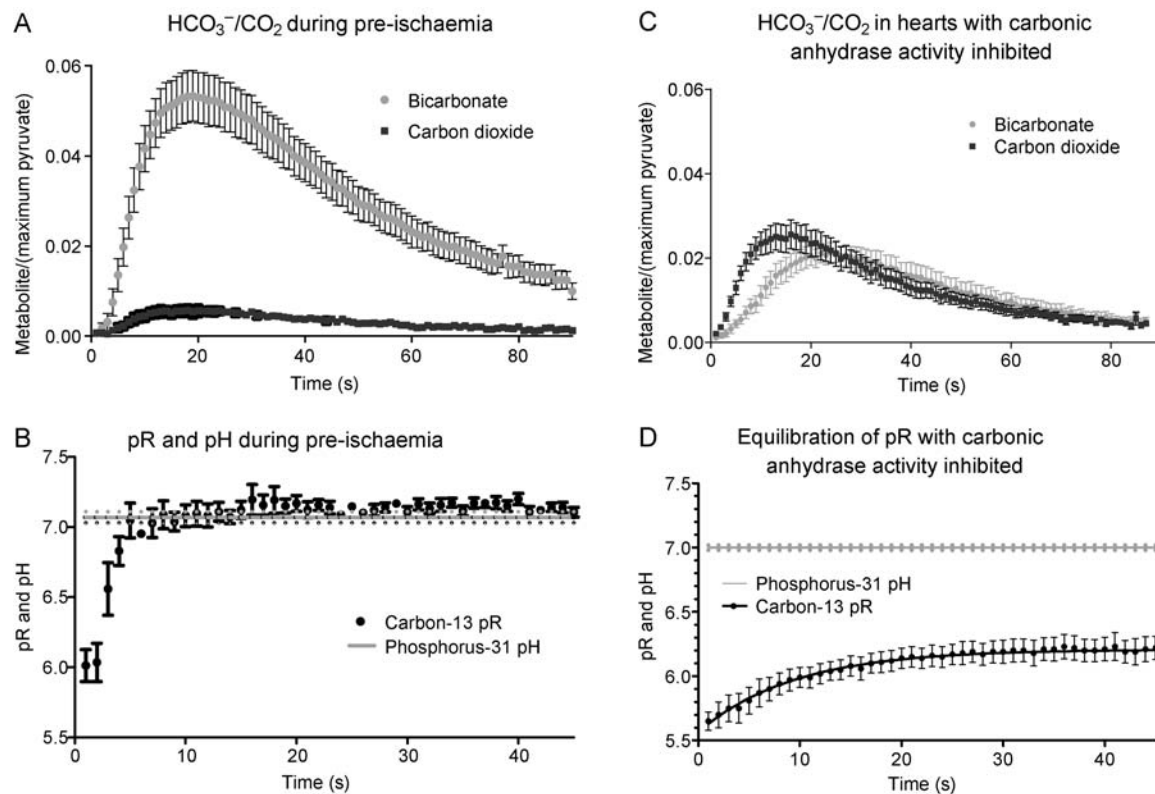 A
HCO₃⁻/CO₂ during pre-ischaemia
Metabolite/(maximum pyruvate)
0.06
0.04
0.02
0.00
Bicarbonate
Carbon dioxide
0
20
40
60
80
Time (s)
C
HCO₃⁻/CO₂ in hearts with carbonic
anhydrase activity inhibited
Metabolite/(maximum pyruvate)
0.06
0.04
0.02
0.00
Bicarbonate
Carbon dioxide
0
20
40
60
80
Time (s)
B
pR and pH during pre-ischaemia
pR and pH
7.5
7.0
6.5
6.0
5.5
Carbon-13 pR
Phosphorus-31 pH
0
10
20
30
40
Time (s)
D
Equilibration of pR with carbonic
anhydrase activity inhibited
pR and pH
7.5
7.0
6.5
6.0
5.5
Phosphorus-31 pH
Carbon-13 pR
0
10
20
30
40
Time (s)